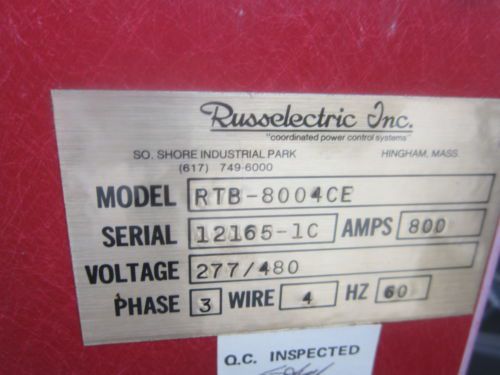 Russelectric Inc.
"coordinated power control systems"
SO. SHORE INDUSTRIAL PARK HINGHAM, MASS.
(617) 749-6000
MODEL RTB-8004CE
SERIAL 12165-1C AMPS 800
VOLTAGE 277/480
PHASE 3 WIRE 4 HZ 60
Q.C. INSPECTED